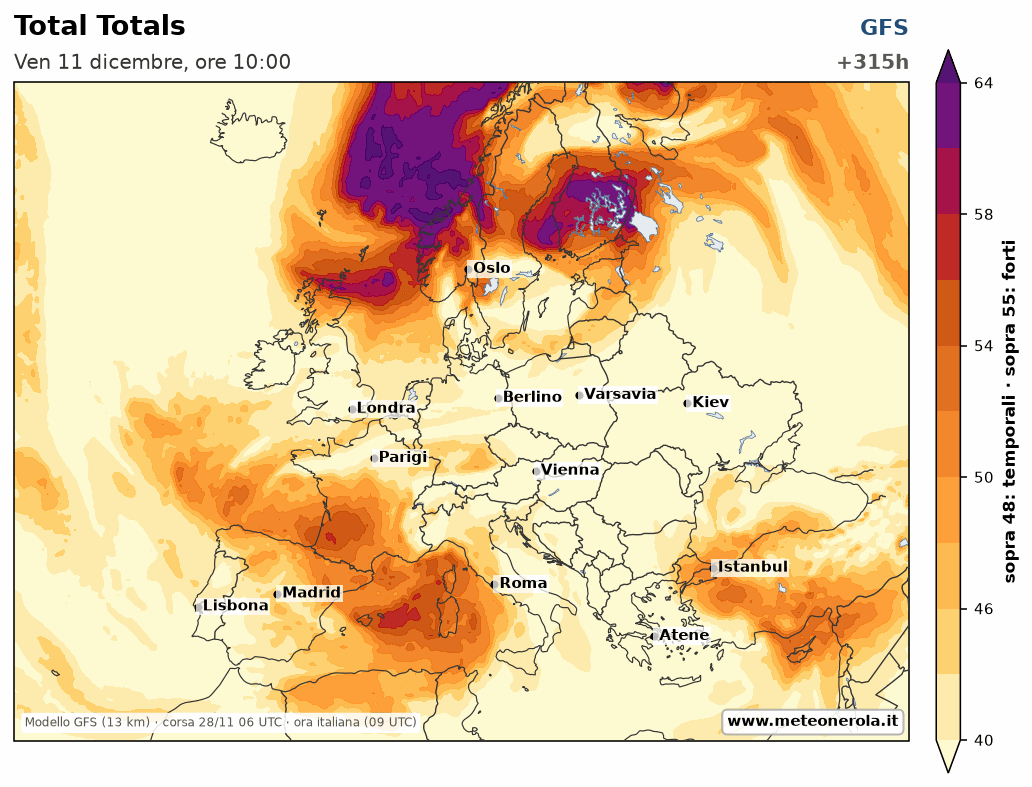 Total Totals
GFS
Ven 11 dicembre, ore 10:00
+315h
64
58
54
50
46
40
sopra 48: temporali · sopra 55: forti
Oslo
Londra
Berlino
Varsavia
Kiev
Parigi
Vienna
Istanbul
Roma
Madrid
Lisbona
Atene
Modello GFS (13 km) · corsa 28/11 06 UTC · ora italiana (09 UTC)
www.meteonerola.it